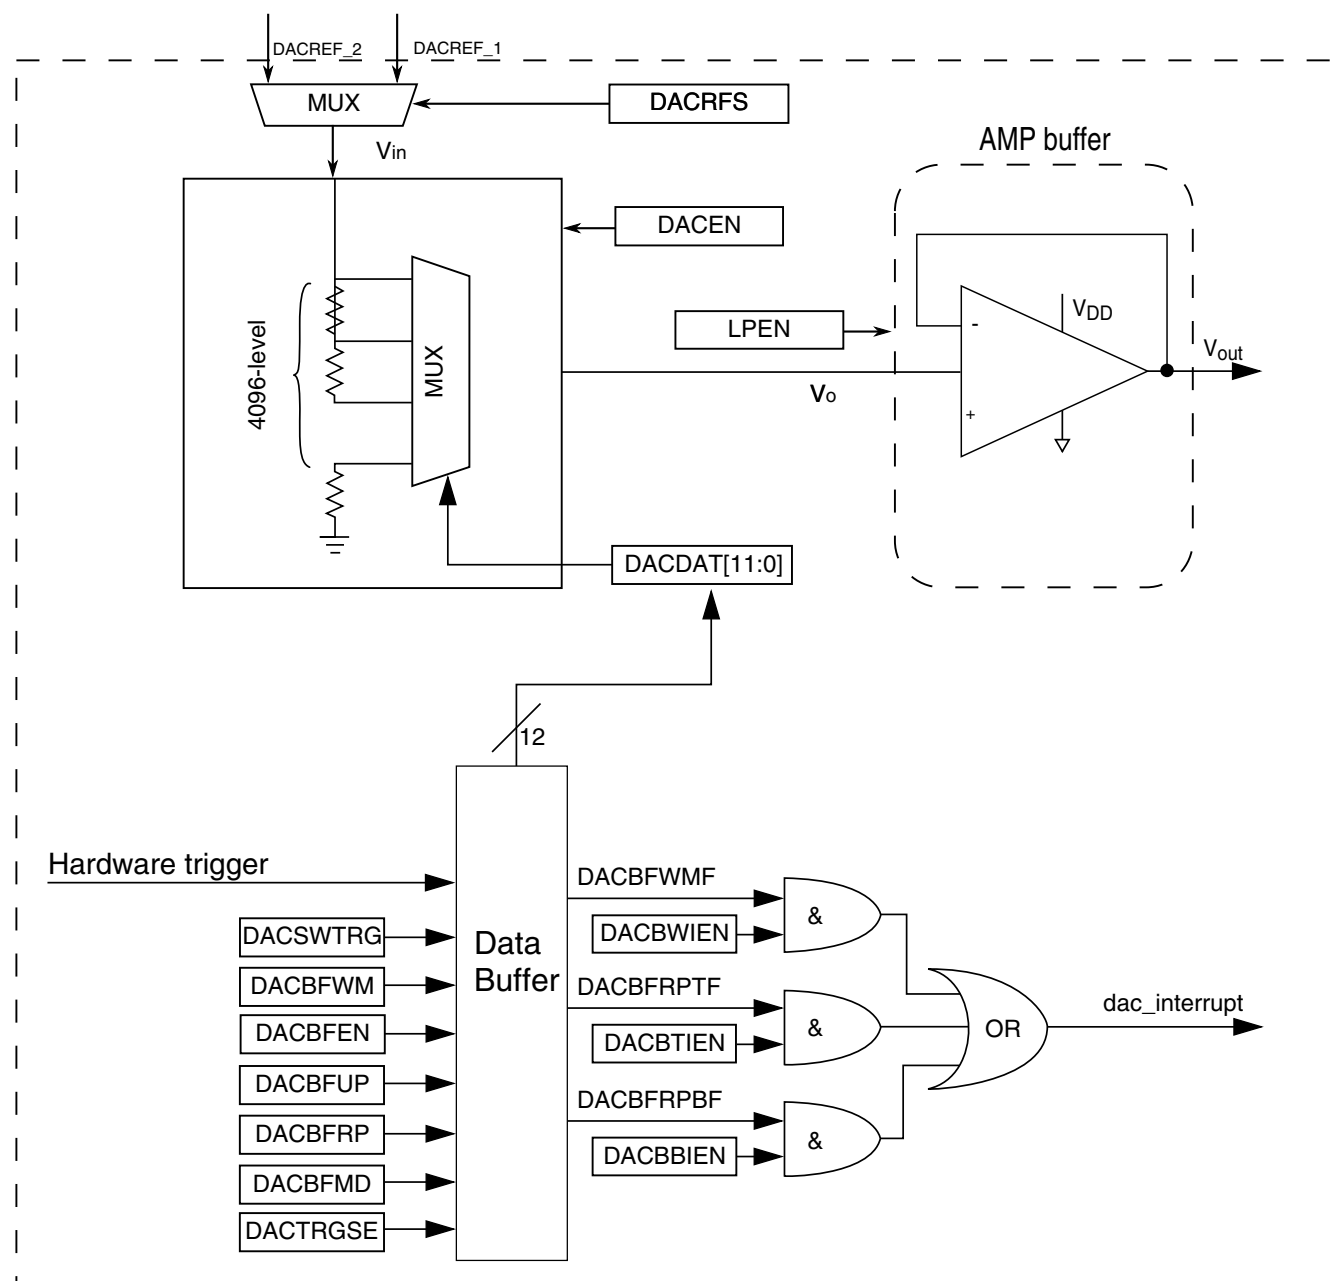 DACREF_2
DACREF_1
MUX
DACRFS
Vin
AMP buffer
DACEN
4096-level
MUX
LPEN
-
VDD
Vout
Vo
+
DACDAT[11:0]
12
Hardware trigger
DACSWTRG
DACBFWM
DACBFEN
DACBFUP
DACBFRP
DACBFMD
DACTRGSE
Data
Buffer
DACBFWMF
DACBWIEN
&
DACBFRPTF
DACBTIEN
&
DACBFRPBF
DACBBIEN
&
OR
dac_interrupt